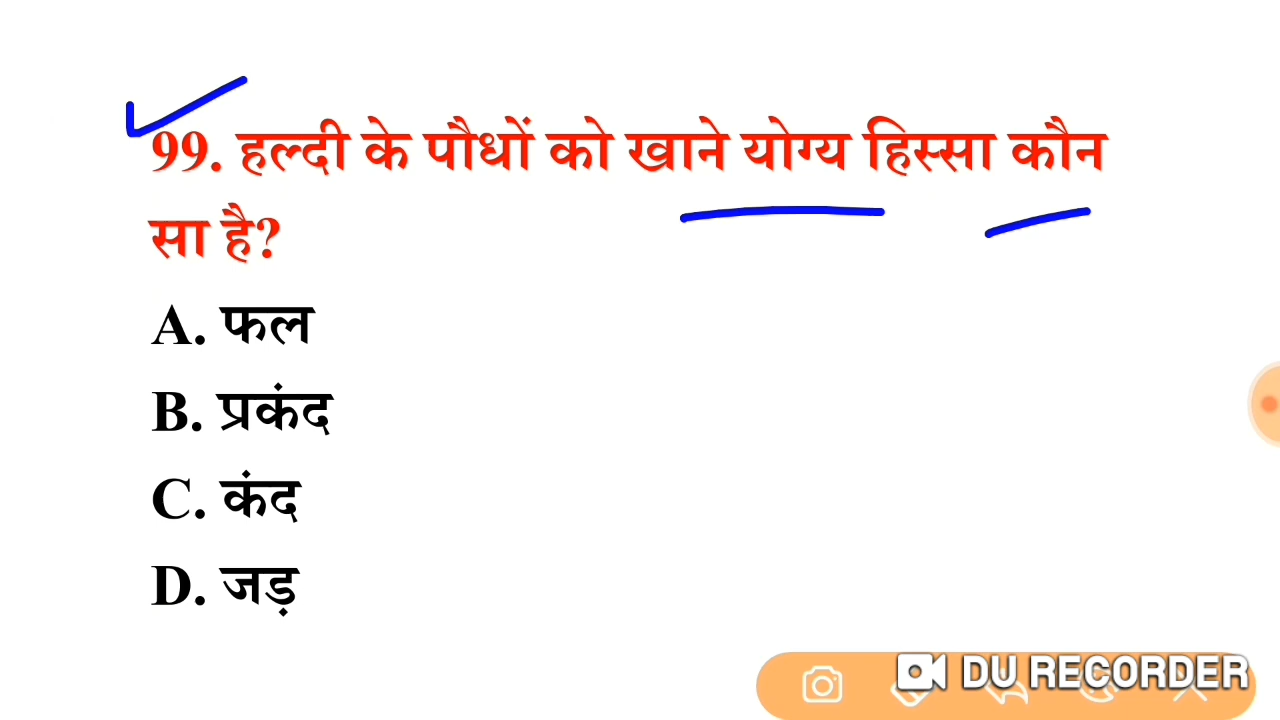 99. हल्दी के पौधों को खाने योग्य हिस्सा कौन
सा है?
A. फल
B. प्रकंद
C. कंद
D. जड़
DU RECORDER